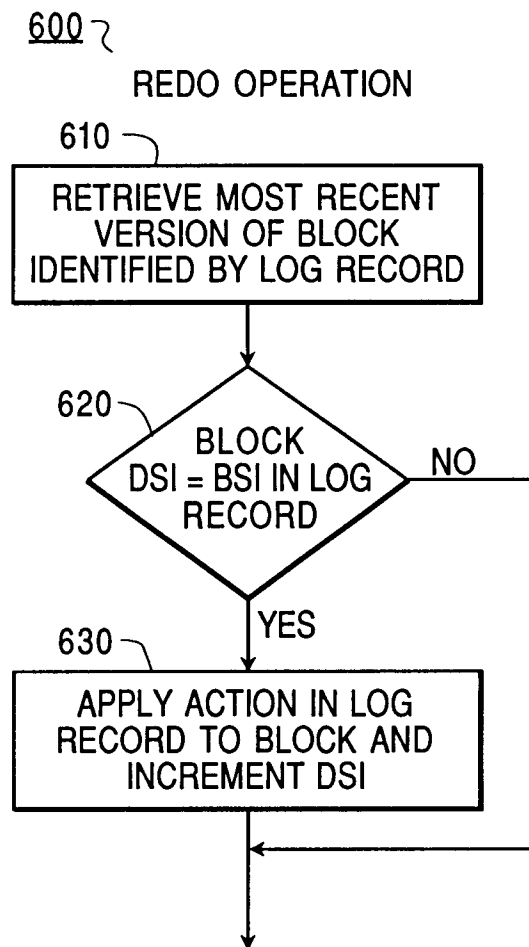 600
REDO OPERATION
610
RETRIEVE MOST RECENT
VERSION OF BLOCK
IDENTIFIED BY LOG RECORD
620
BLOCK
DSI = BSI IN LOG
RECORD
NO
YES
630
APPLY ACTION IN LOG
RECORD TO BLOCK AND
INCREMENT DSI